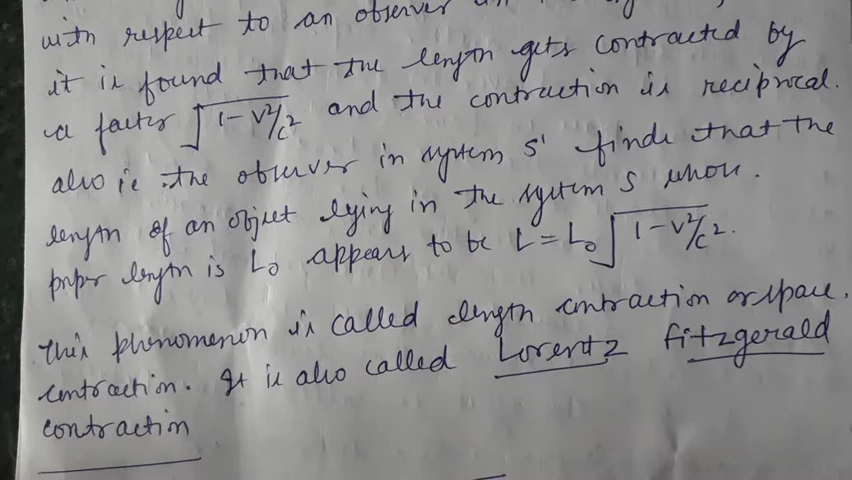 with respect to an observer in
it is found that the length gets contracted by
a factor √1-v²/c² and the contraction is reciprocal.
also ie. the observer in system S' finds that the
length of an object lying in the system S whose.
proper length is L₀ appears to be L = L₀√1-v²/c².
This phenomenon is called length contraction or space.
contraction. It is also called Lorentz Fitzgerald
contraction